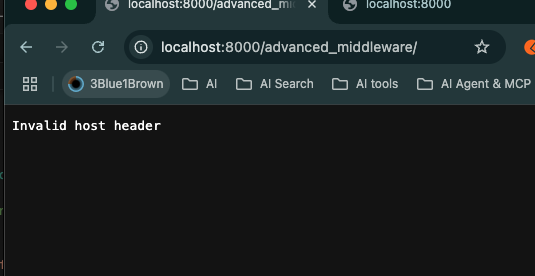 localhost:8000/advanced_mi
localhost:8000
localhost:8000/advanced_middleware/
3Blue1Brown
AI
AI Search
AI tools
AI Agent & MCP
Invalid host header